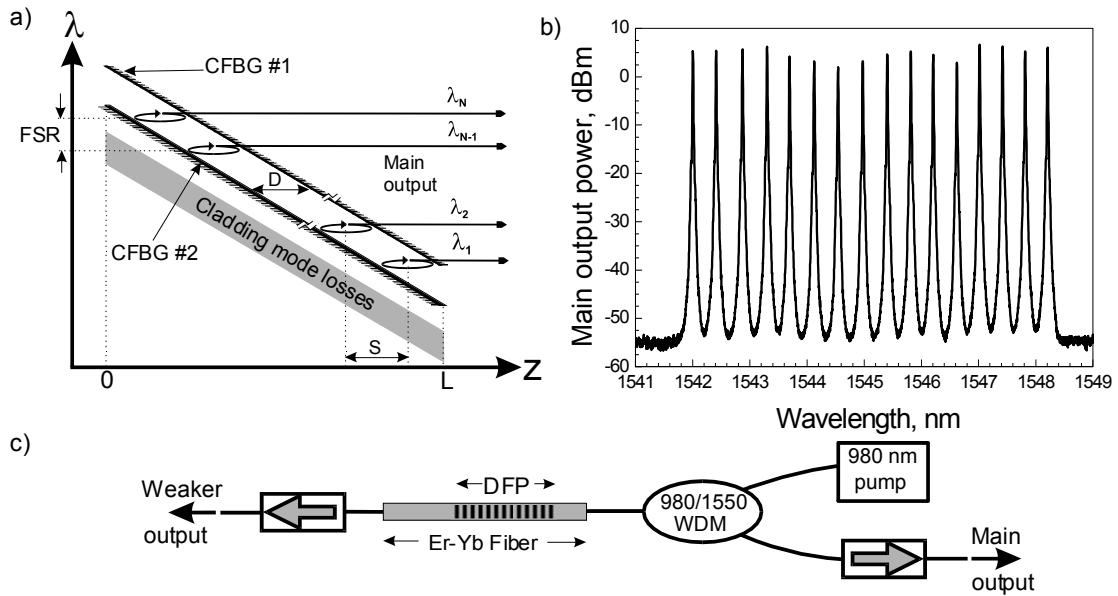 a)
λ
CFBG #1
λN
λN-1
FSR
Main
output
D
λ2
λ1
CFBG #2
Cladding mode losses
S
0
L
Z
b)
Main output power, dBm
10
0
-10
-20
-50
-40
-50
-60
1541 1542 1543 1544 1545 1546 1547 1548 1549
Wavelength, nm
c)
980 nm
pump
Weaker
output
DFP
980/1550
WDM
Er-Yb Fiber
Main
output